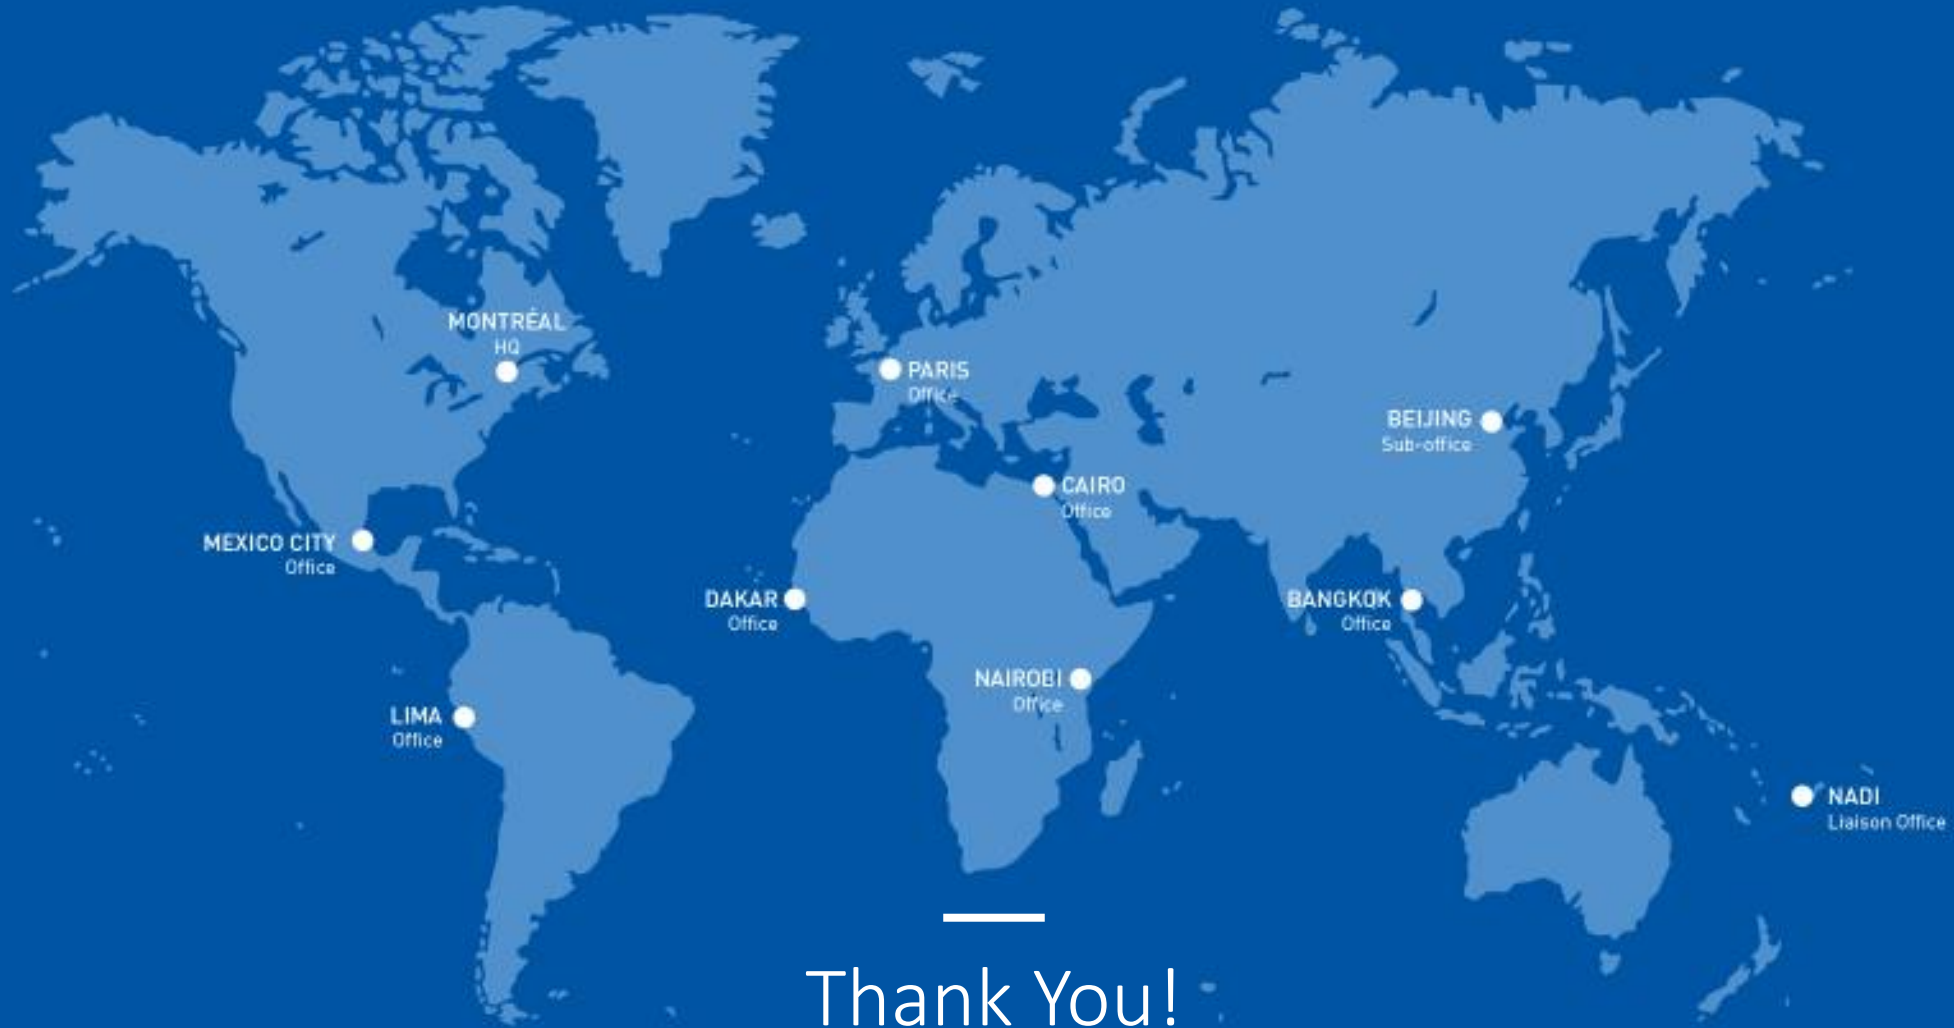 MONTRÉAL
HQ
PARIS
Office
BEIJING
Sub-office
CAIRO
Office
MEXICO CITY
Office
DAKAR
Office
BANGKOK
Office
NAIROBI
Office
LIMA
Office
NADI
Liaison Office
Thank You!